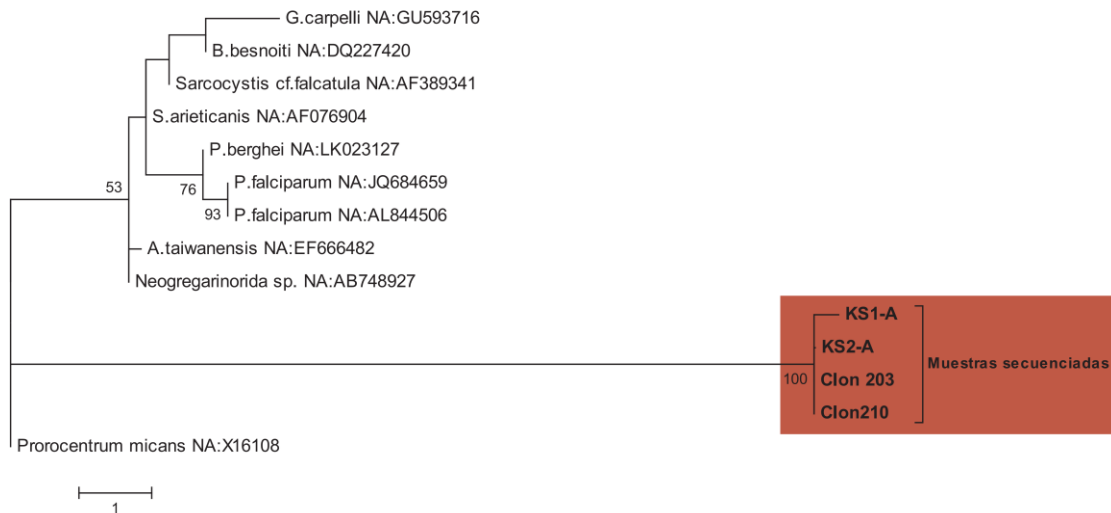 G.carpelli NA:GU593716
B.besnoiti NA:DQ227420
Sarcocystis cf.falcatula NA:AF389341
S.arieticanis NA:AF076904
P.berghei NA:LK023127
53
76
P.falciparum NA:JQ684659
93
P.falciparum NA:AL844506
A.taiwanensis NA:EF666482
Neogregarinorida sp. NA:AB748927
KS1-A
KS2-A
Muestras secuenciadas
100
Clon 203
Clon210
Prorocentrum micans NA:X16108
1